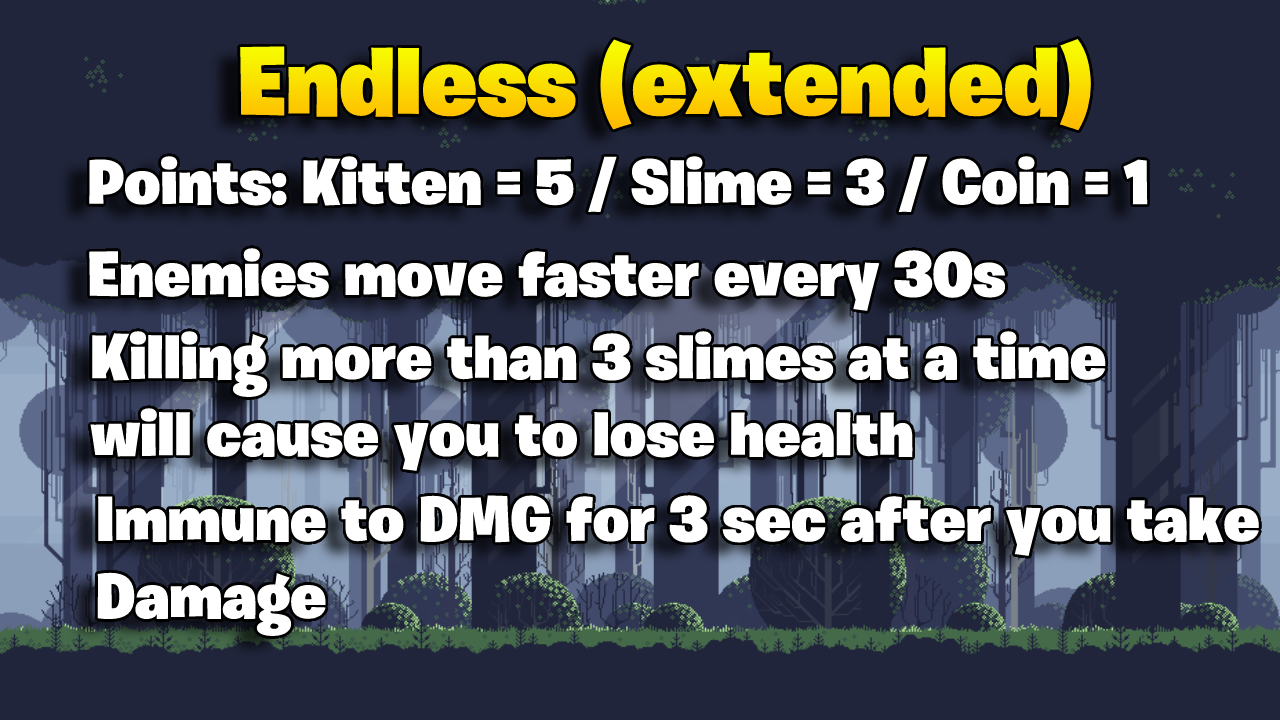 Endless (extended)
Points: Kitten = 5 / Slime = 3 / Coin = 1
Enemies move faster every 30s
Killing more than 3 slimes at a time
will cause you to lose health
Immune to DMG for 3 sec after you take
Damage